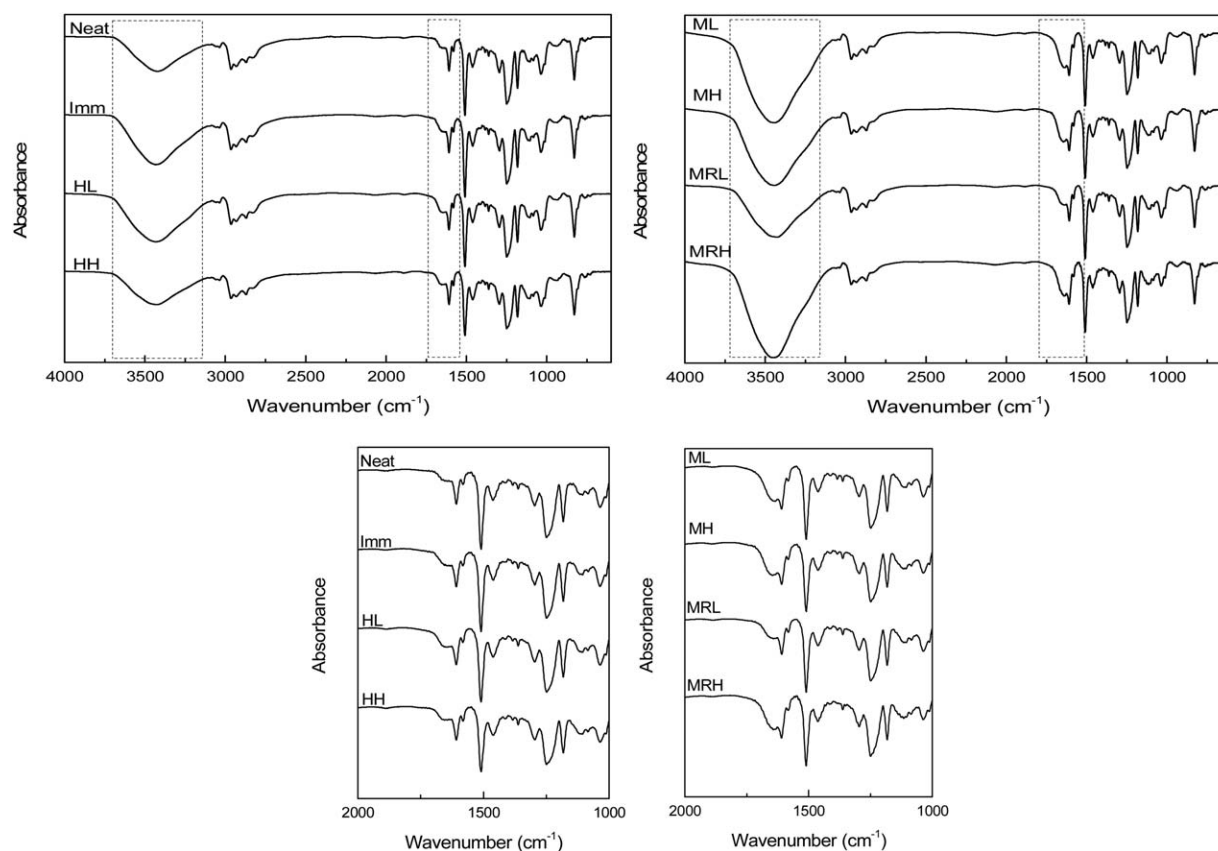 Neat
Imm
HL
HH
Absorbance
4000 3500 3000 2500 2000 1500 1000
Wavenumber (cm⁻¹)
ML
MH
MRL
MRH
Absorbance
4000 3500 3000 2500 2000 1500 1000
Wavenumber (cm⁻¹)
Neat
Imm
HL
HH
Absorbance
2000 1500 1000
Wavenumber (cm⁻¹)
ML
MH
MRL
MRH
Absorbance
2000 1500 1000
Wavenumber (cm⁻¹)